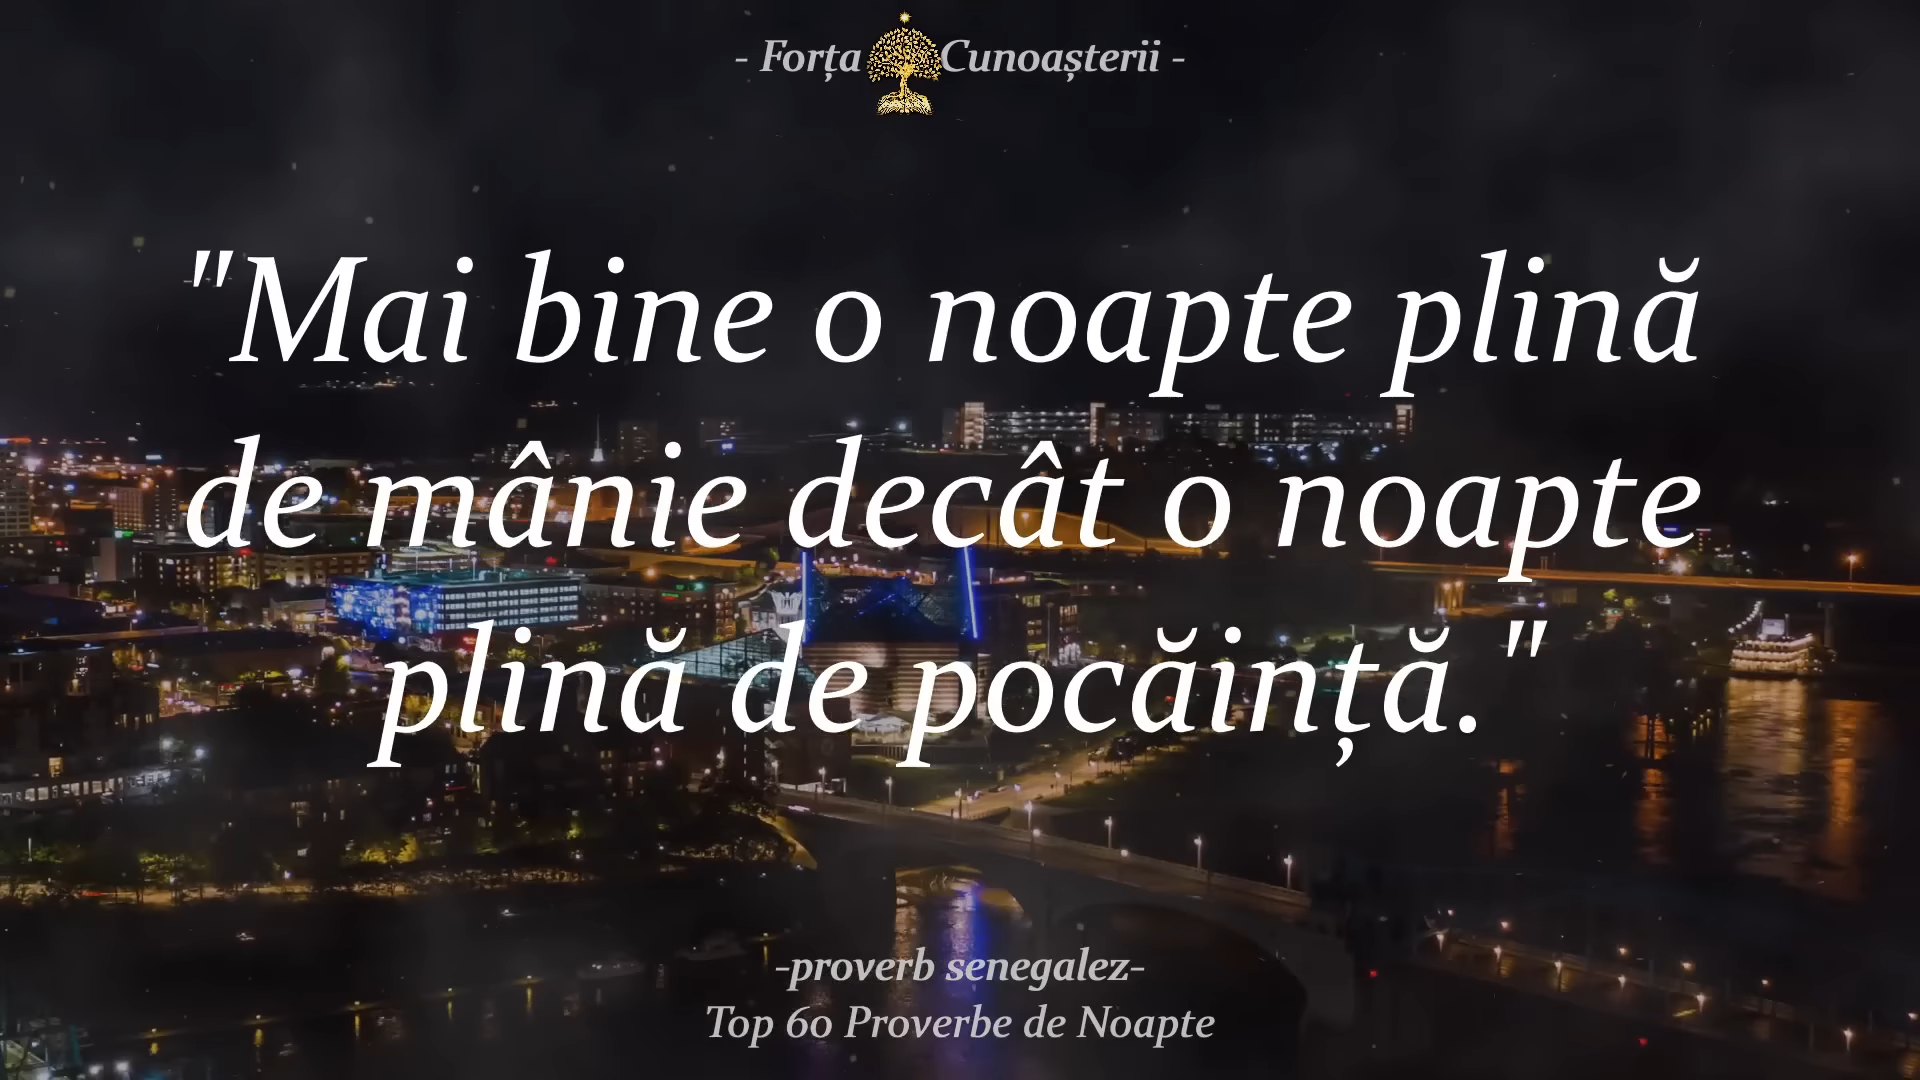 - Forța Cunoașterii -
"Mai bine o noapte plină
de mânie decât o noapte
plină de pocăință."
-proverb senegalez-
Top 60 Proverbe de Noapte